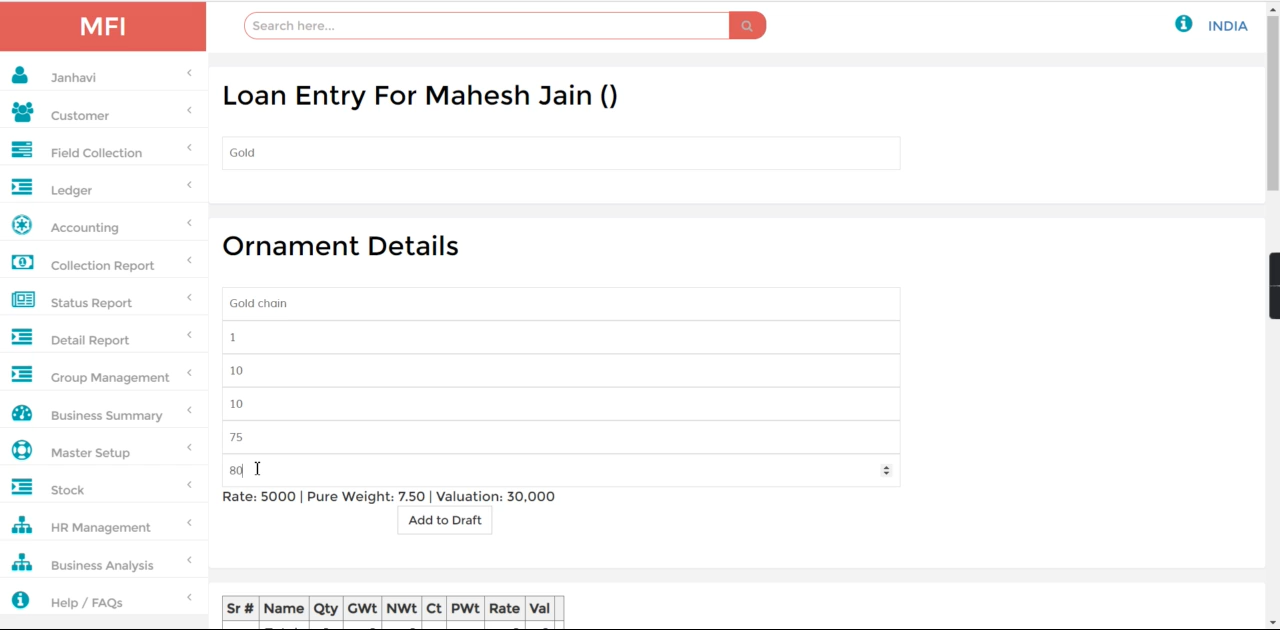 MFI
Search here...
INDIA
Janhavi
Customer
Field Collection
Ledger
Accounting
Collection Report
Status Report
Detail Report
Group Management
Business Summary
Master Setup
Stock
HR Management
Business Analysis
Help / FAQs
Loan Entry For Mahesh Jain ()
Gold
Ornament Details
Gold chain
1
10
10
75
80
Rate: 5000 | Pure Weight: 7.50 | Valuation: 30,000
Add to Draft
Sr # Name Qty GWt NWt Ct PWt Rate Val